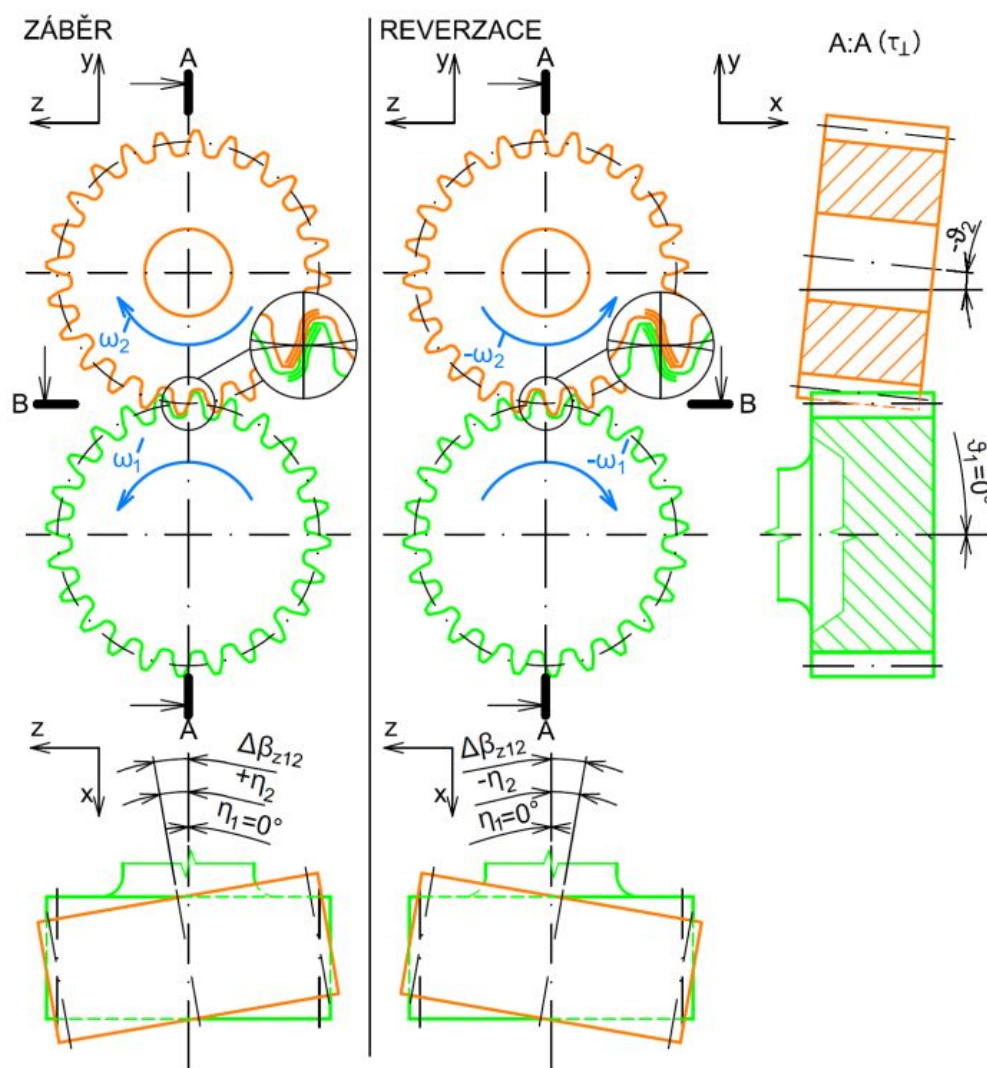 ZÁBĚR
REVERZACE
A:A (τ⊥)
A
y
z
A
y
z
y
x
-ϑ₂
ω₂
-ω₂
B
B
ω₁
-ω₁
ϑ₁=0°
A
A
z
x
Δβz12
+η₂
η₁=0°
z
x
Δβz12
-η₂
η₁=0°